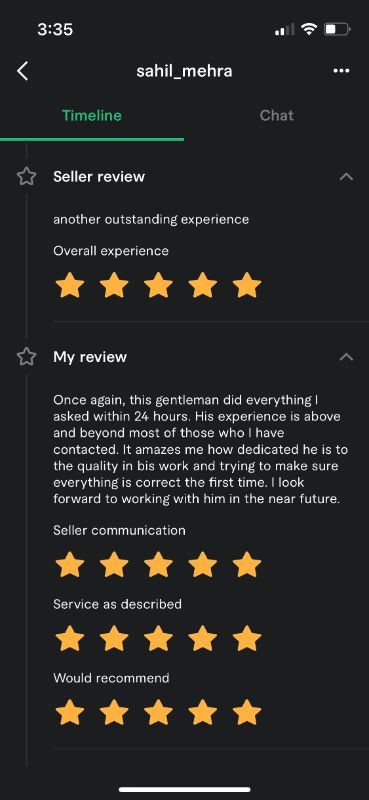 3:35
sahil_mehra
Timeline
Chat
Seller review
another outstanding experience
Overall experience
My review
Once again, this gentleman did everything I
asked within 24 hours. His experience is above
and beyond most of those who I have
contacted. It amazes me how dedicated he is to
the quality in bis work and trying to make sure
everything is correct the first time. I look
forward to working with him in the near future.
Seller communication
Service as described
Would recommend